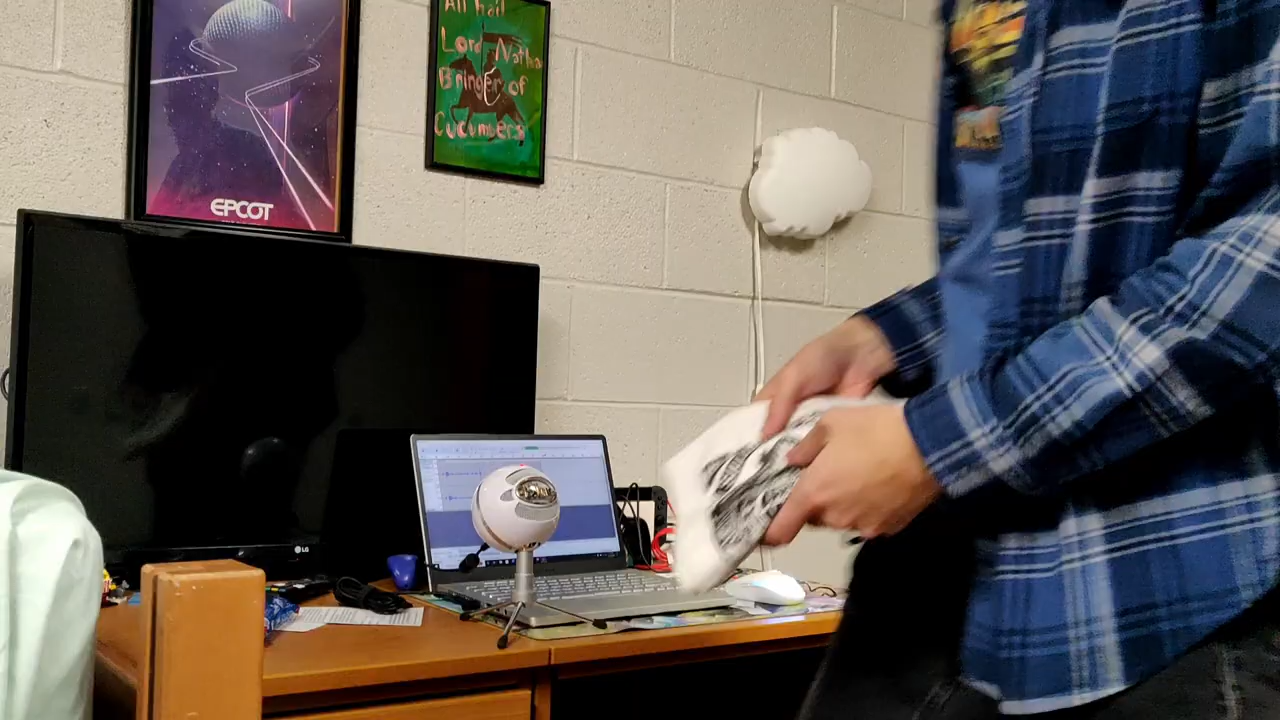 EPCOT
All Hail
Lord Natha
Bringer of
Cucumbers
LG